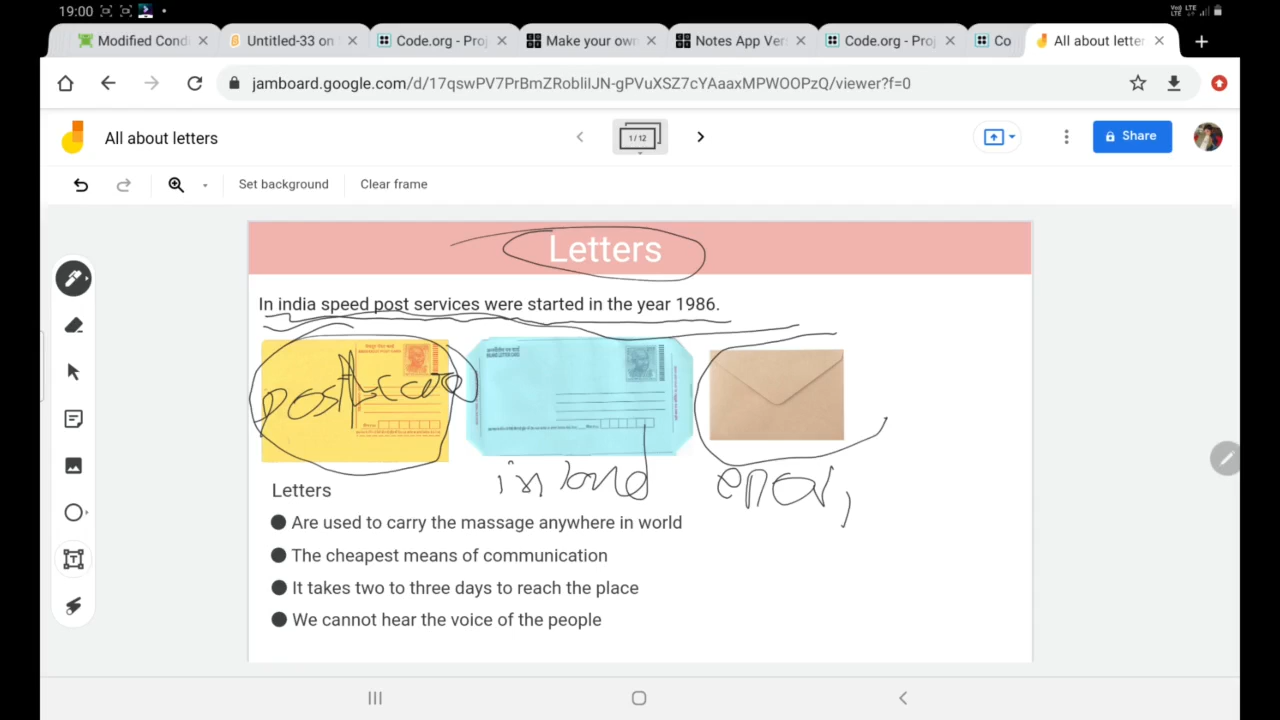 19:00
Modified Cond
Untitled-33 on
Code.org - Proj
Make your own
Notes App Ver
Code.org - Proj
Co
All about letter
jamboard.google.com/d/17qswPV7PrBmZRobliIJN-gPVuXSZ7cYAaaxMPWOOPzQ/viewer?f=0
All about letters
1 / 12
Share
Set background
Clear frame
Letters
In india speed post services were started in the year 1986.
postcard
inland
Letters
● Are used to carry the massage anywhere in world
● The cheapest means of communication
● It takes two to three days to reach the place
● We cannot hear the voice of the people